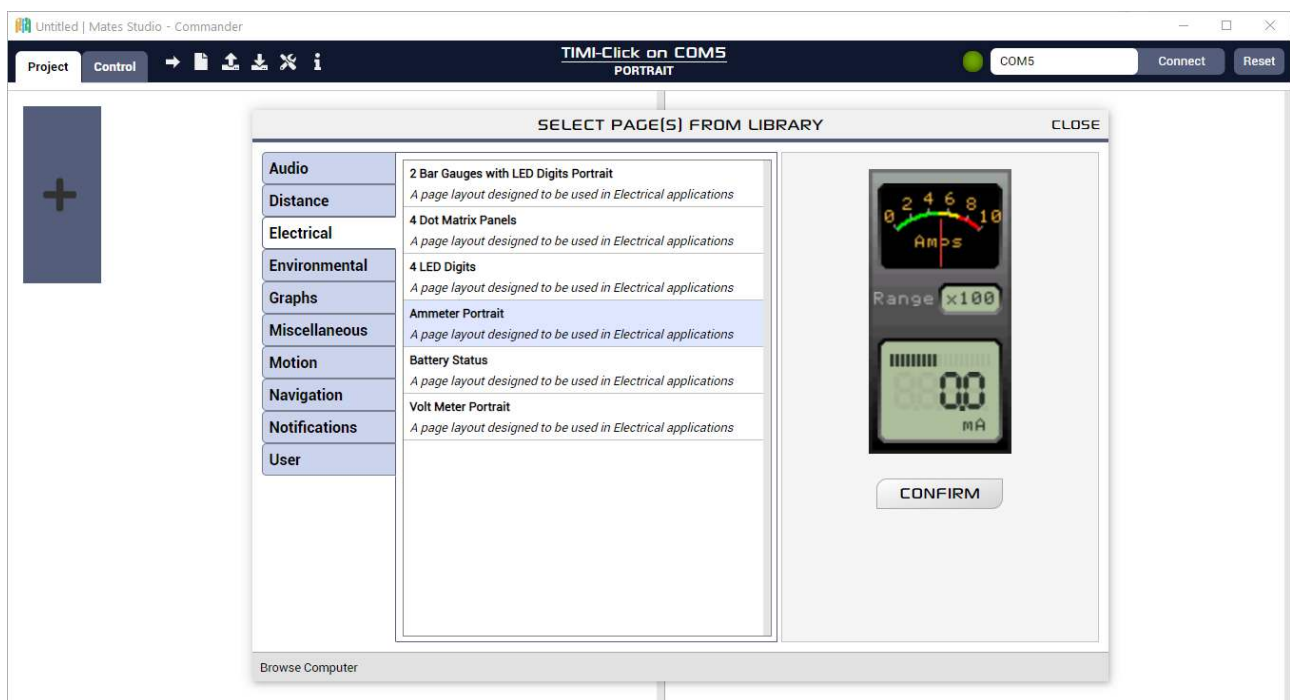 Untitled | Mates Studio - Commander
Project Control TIMI-Click on COM5 COM5 Connect Reset
PORTRAIT
SELECT PAGE(S) FROM LIBRARY CLOSE
Audio
Distance
Electrical
Environmental
Graphs
Miscellaneous
Motion
Navigation
Notifications
User
2 Bar Gauges with LED Digits Portrait
A page layout designed to be used in Electrical applications
4 Dot Matrix Panels
A page layout designed to be used in Electrical applications
4 LED Digits
A page layout designed to be used in Electrical applications
Ammeter Portrait
A page layout designed to be used in Electrical applications
Battery Status
A page layout designed to be used in Electrical applications
Volt Meter Portrait
A page layout designed to be used in Electrical applications
0 2 4 6 8 10
Amps
Range x100
0.0
mA
CONFIRM
Browse Computer